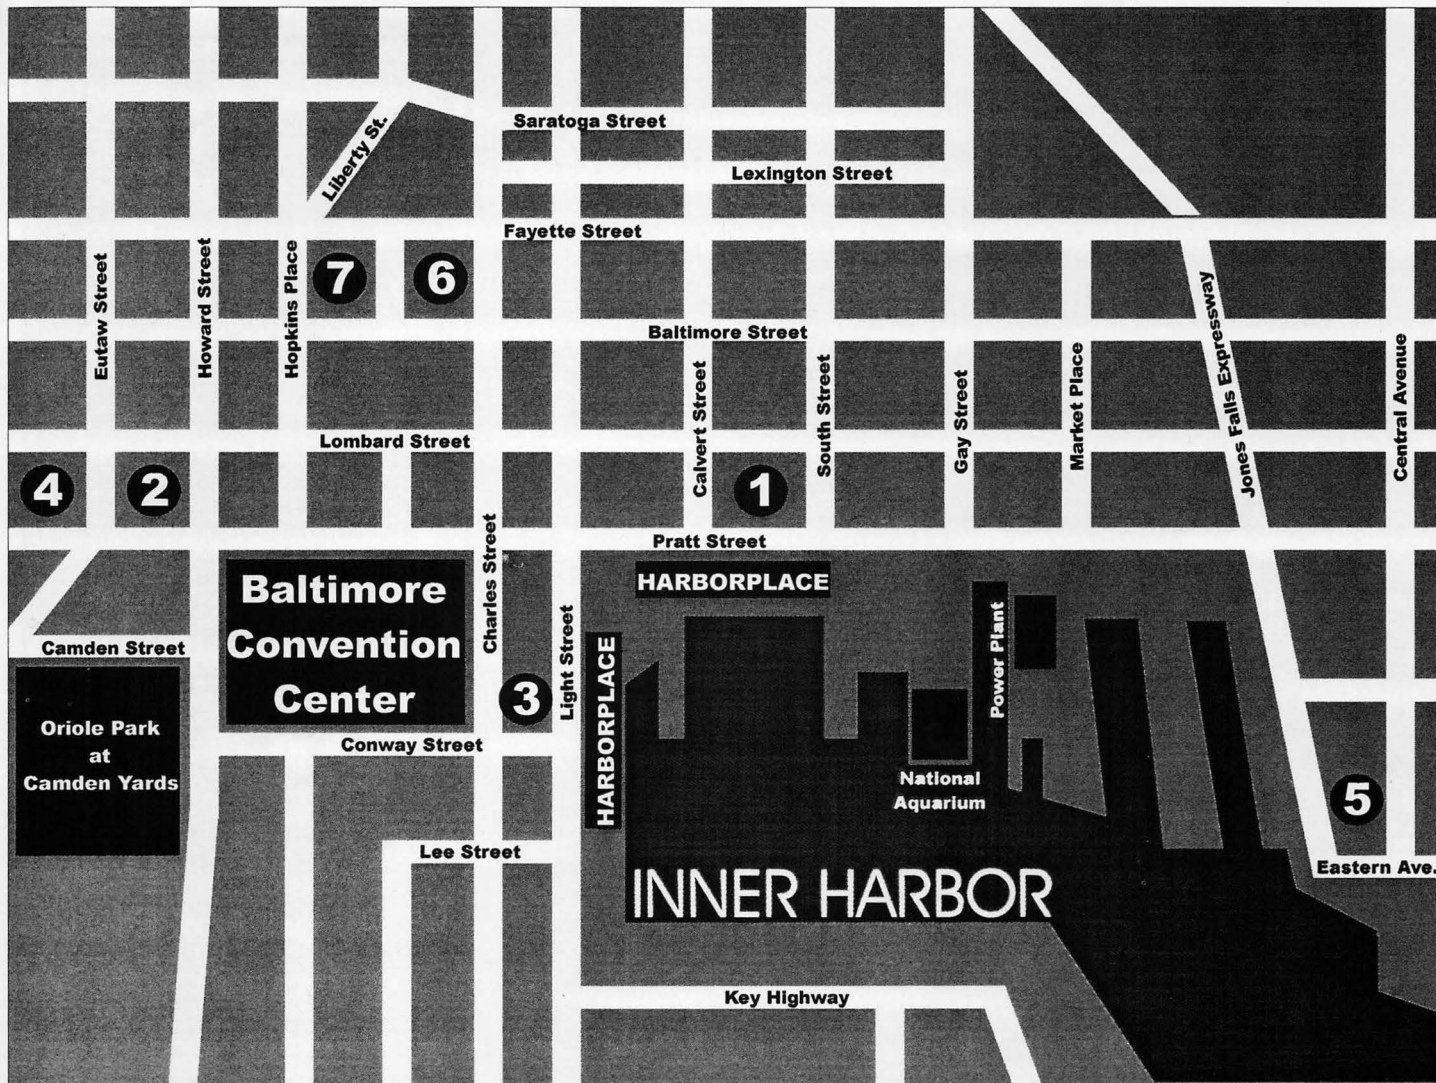 Saratoga Street
Liberty St.
Lexington Street
Fayette Street
7
6
Eutaw Street
Howard Street
Hopkins Place
Baltimore Street
Jones Falls Expressway
Central Avenue
Calvert Street
South Street
Gay Street
Market Place
Lombard Street
4
2
1
Pratt Street
Charles Street
Baltimore
Convention
Center
HARBORPLACE
Light Street
HARBORPLACE
Power Plant
Camden Street
3
Oriole Park
at
Camden Yards
Conway Street
National
Aquarium
5
Lee Street
Eastern Ave.
INNER HARBOR
Key Highway